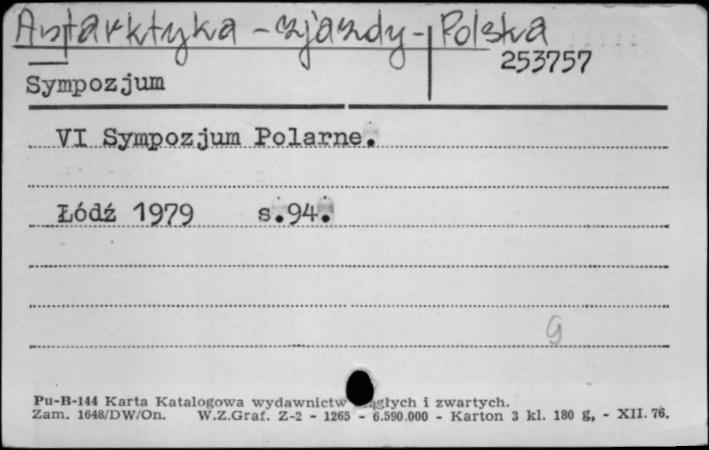 Antarktyka - zjazdy - Polska
253757
Sympozjum
VI Sympozjum Polarne.
Łódź 1979 s.94.
g
Pu-B-144 Karta Katalogowa wydawnictw ągłych i zwartych.
Zam. 1648/DW/On. W.Z.Graf. Z-2 - 1265 - 6.590.000 - Karton 3 kl. 180 g, - XII. 76.